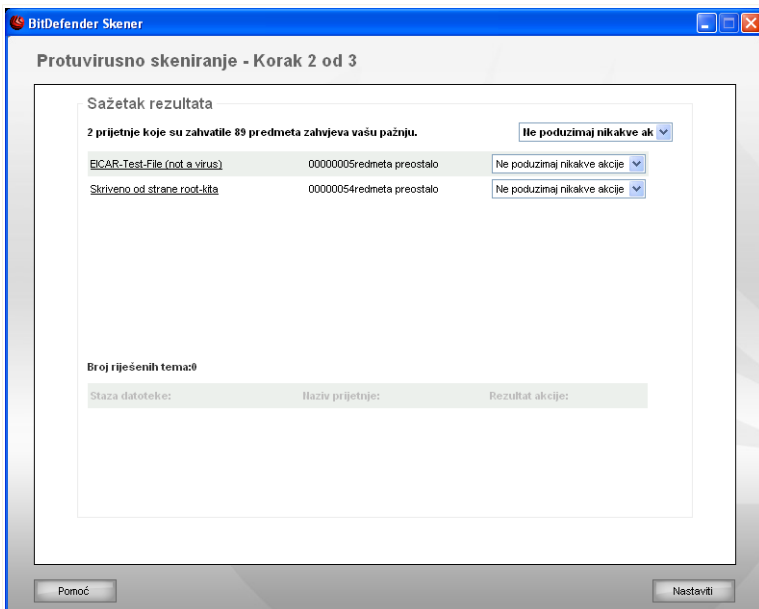 BitDefender Skener
Protuvirusno skeniranje - Korak 2 od 3
Sažetak rezultata
2 prijetnje koje su zahvatile 89 predmeta zahvjeva vašu pažnju. Ne poduzimaj nikakve ak
EICAR-Test-File (not a virus) 00000005redmeta preostalo Ne poduzimaj nikakve akcije
Skriveno od strane root-kita 00000054redmeta preostalo Ne poduzimaj nikakve akcije
Broj riješenih tema:0
Staza datoteke: Naziv prijetnje: Rezultat akcije:
Pomoć Nastaviti